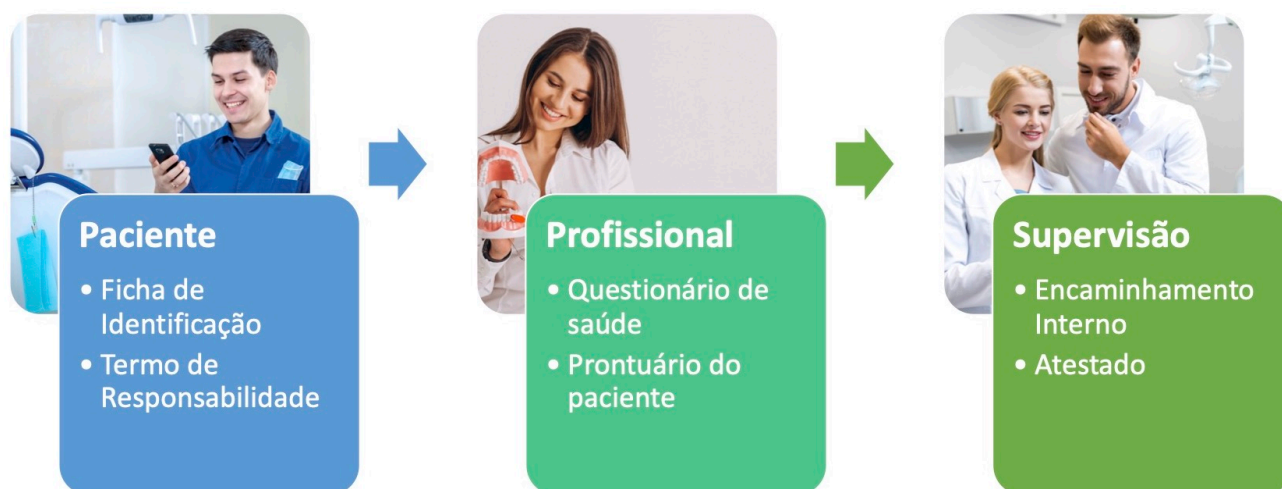 Paciente
• Ficha de
Identificação
• Termo de
Responsabilidade
Profissional
• Questionário de
saúde
• Prontuário do
paciente
Supervisão
• Encaminhamento
Interno
• Atestado